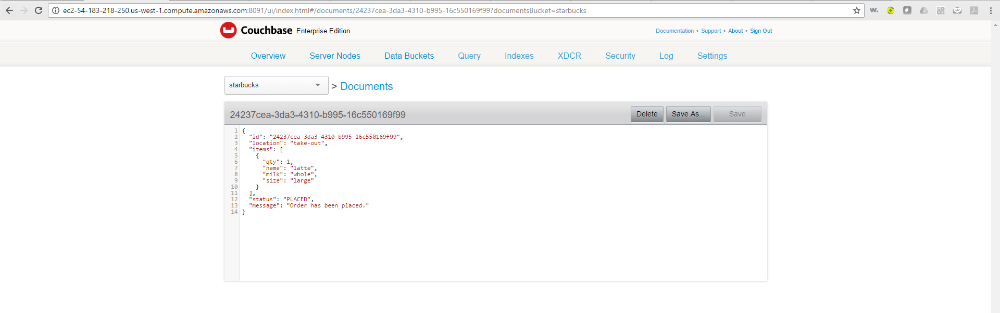 ec2-54-183-218-250.us-west-1.compute.amazonaws.com:8091/ui/index.html#/documents/24237cea-3da3-4310-b995-16c550169f99?documentsBucket=starbucks
w.
Couchbase Enterprise Edition
Documentation • Support • About • Sign Out
Overview Server Nodes Data Buckets Query Indexes XDCR Security Log Settings
starbucks > Documents
24237cea-3da3-4310-b995-16c550169f99
Delete Save As... Save
1 {
2 "id": "24237cea-3da3-4310-b995-16c550169f99",
3 "location": "take-out",
4 "items": [
5 {
6 "qty": 1,
7 "name": "latte",
8 "milk": "whole",
9 "size": "large"
10 }
11 ],
12 "status": "PLACED",
13 "message": "Order has been placed."
14 }